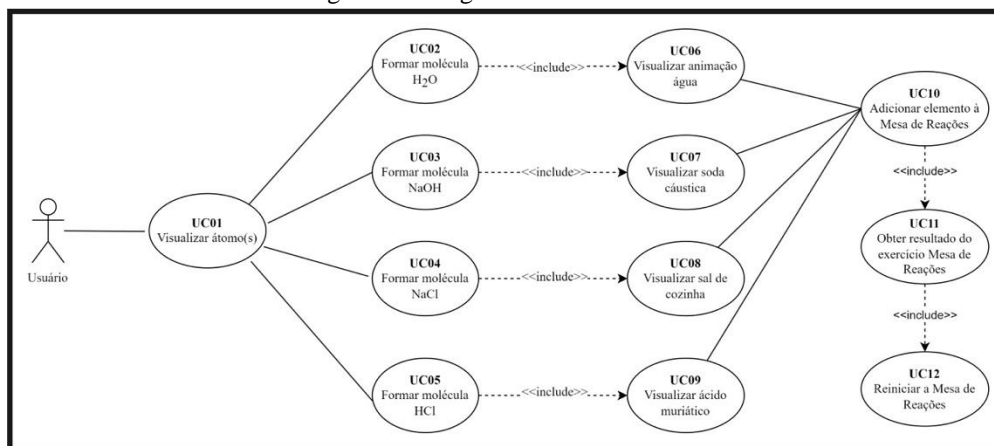 UC02
Formar molécula
H2O
<<include>>
UC06
Visualizar animação
água
UC10
Adicionar elemento à
Mesa de Reações
UC03
Formar molécula
NaOH
<<include>>
UC07
Visualizar soda
cáustica
<<include>>
UC01
Visualizar átomo(s)
Usuário
UC11
Obter resultado do
exercício Mesa de
Reações
UC04
Formar molécula
NaCl
<<include>>
UC08
Visualizar sal de
cozinha
<<include>>
UC05
Formar molécula
HCl
<<include>>
UC09
Visualizar ácido
muriático
UC12
Reiniciar a Mesa de
Reações